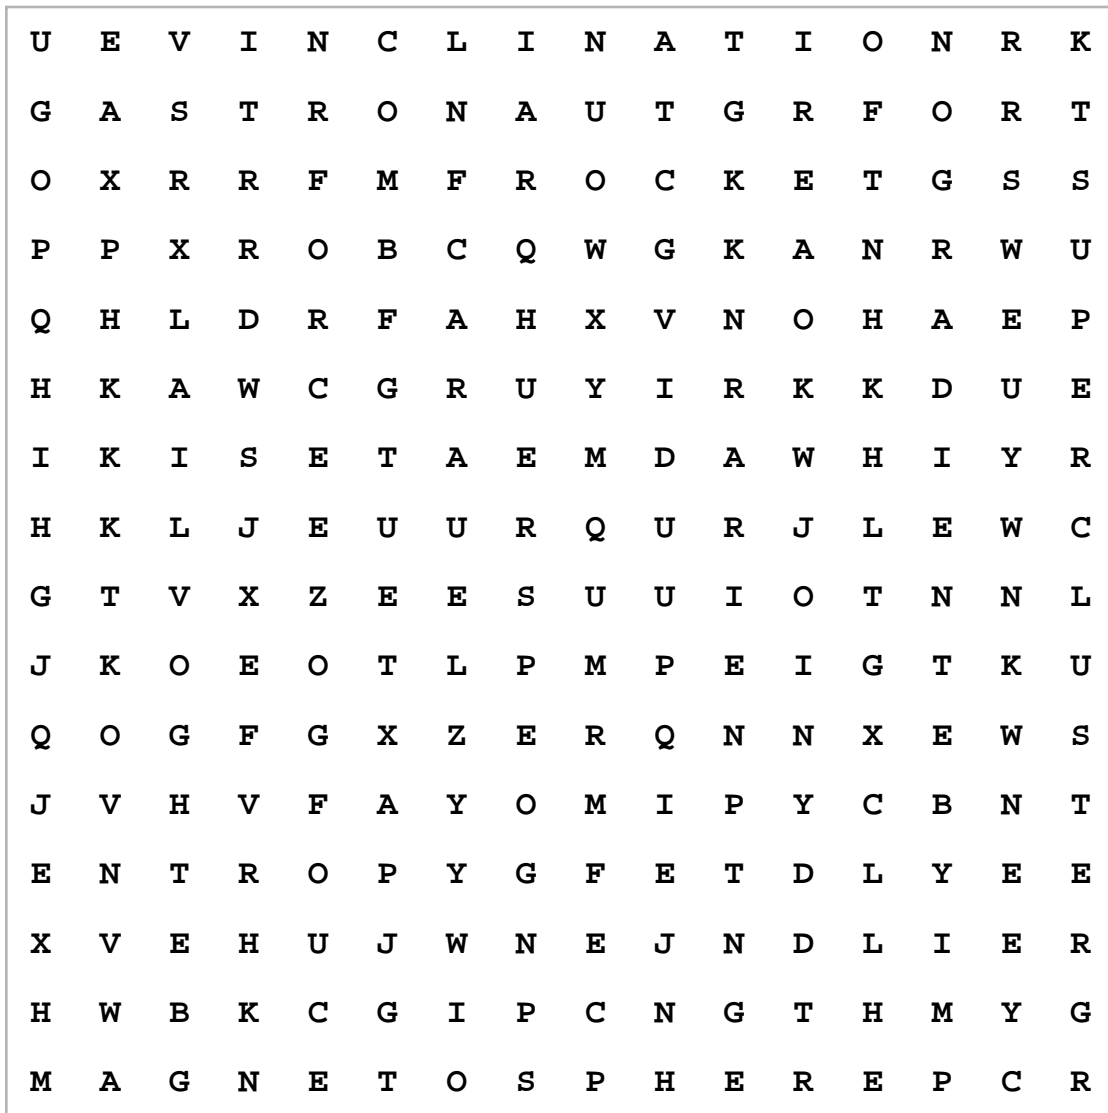 U E V I N C L I N A T I O N R K
G A S T R O N A U T G R F O R T
O X R R F M F R O C K E T G S S
P P X R O B C Q W G K A N R W U
Q H L D R F A H X V N O H A E P
H K A W C G R U Y I R K K D U E
I K I S E T A E M D A W H I Y R
H K L J E U U R Q U R J L E W C
G T V X Z E E S U U I O T N N L
J K O E O T L P M P E I G T K U
Q O G F G X Z E R Q N N X E W S
J V H V F A Y O M I P Y C B N T
E N T R O P Y G F E T D L Y E E
X V E H U J W N E J N D L I E R
H W B K C G I P C N G T H M Y G
M A G N E T O S P H E R E P C R